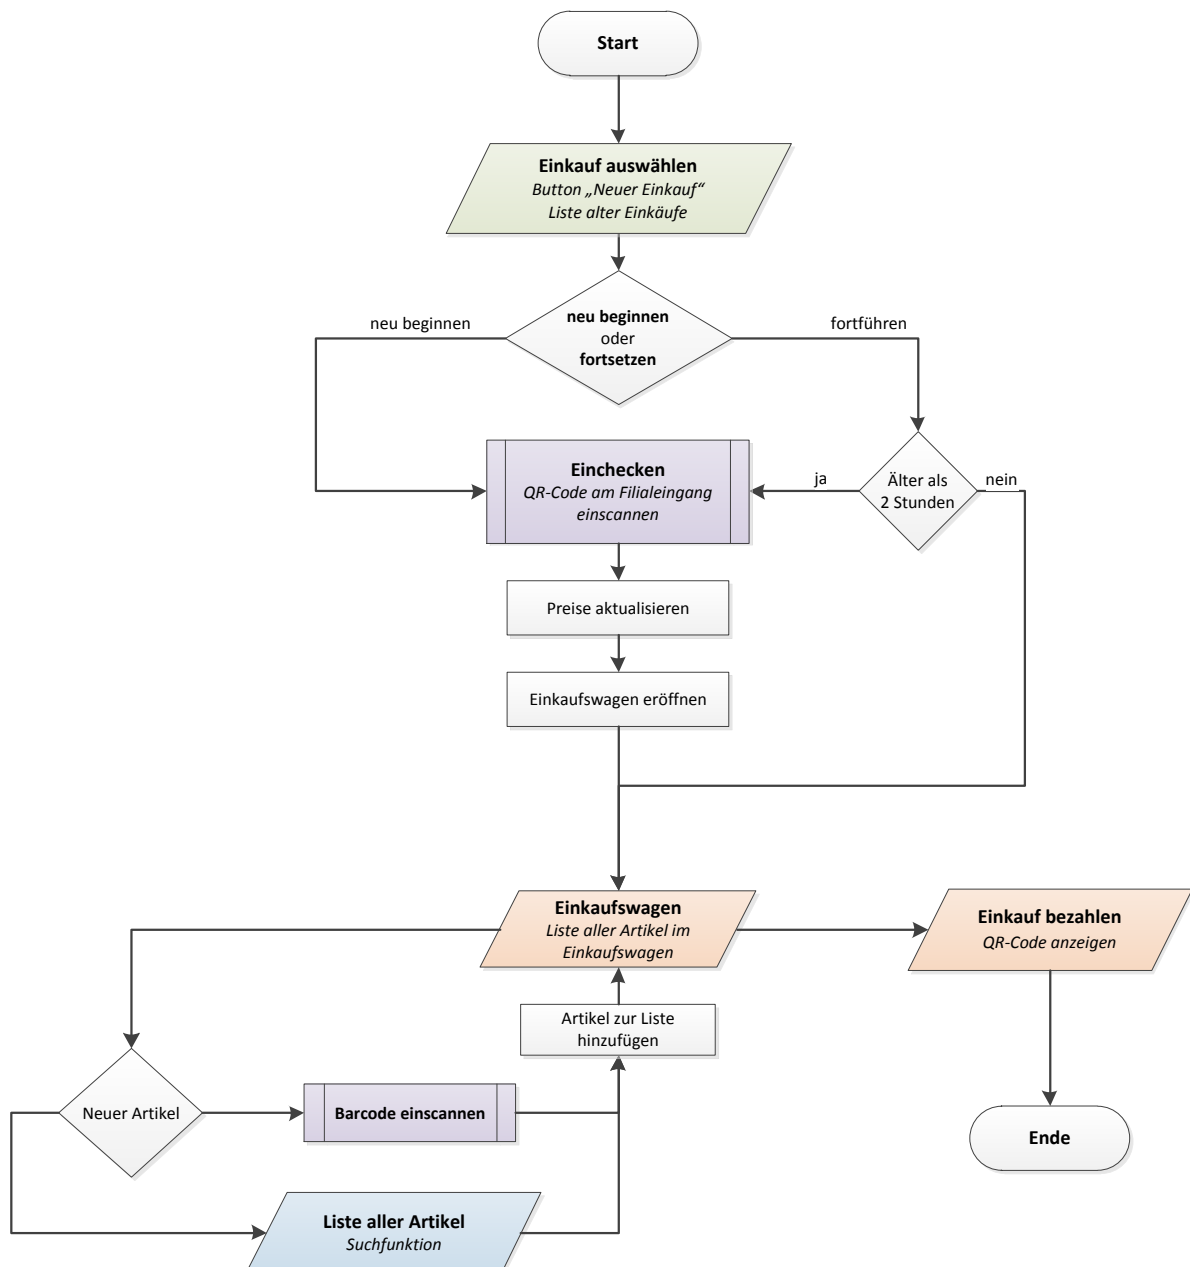 Start
Einkauf auswählen
Button „Neuer Einkauf“
Liste alter Einkäufe
neu beginnen
neu beginnen
oder
fortsetzen
fortführen
Einchecken
QR-Code am Filialeingang
einscannen
ja
Älter als
2 Stunden
nein
Preise aktualisieren
Einkaufswagen eröffnen
Einkaufswagen
Liste aller Artikel im
Einkaufswagen
Einkauf bezahlen
QR-Code anzeigen
Artikel zur Liste
hinzufügen
Neuer Artikel
Barcode einscannen
Ende
Liste aller Artikel
Suchfunktion